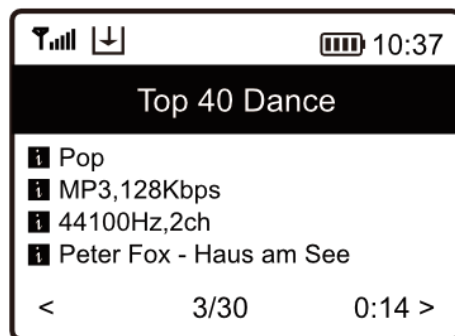 10:37
Top 40 Dance
i Pop
i MP3,128Kbps
i 44100Hz,2ch
i Peter Fox - Haus am See
< 3/30 0:14 >